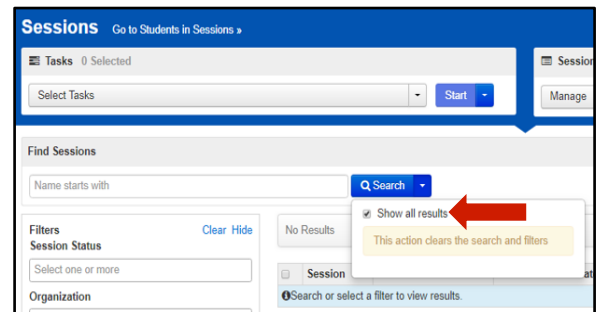 Sessions Go to Students in Sessions »
Tasks 0 Selected
Session
Select Tasks
Start
Manage
Find Sessions
Name starts with
Search
Show all results
This action clears the search and filters
Filters Clear Hide
Session Status
Select one or more
Organization
No Results
Session
Search or select a filter to view results.